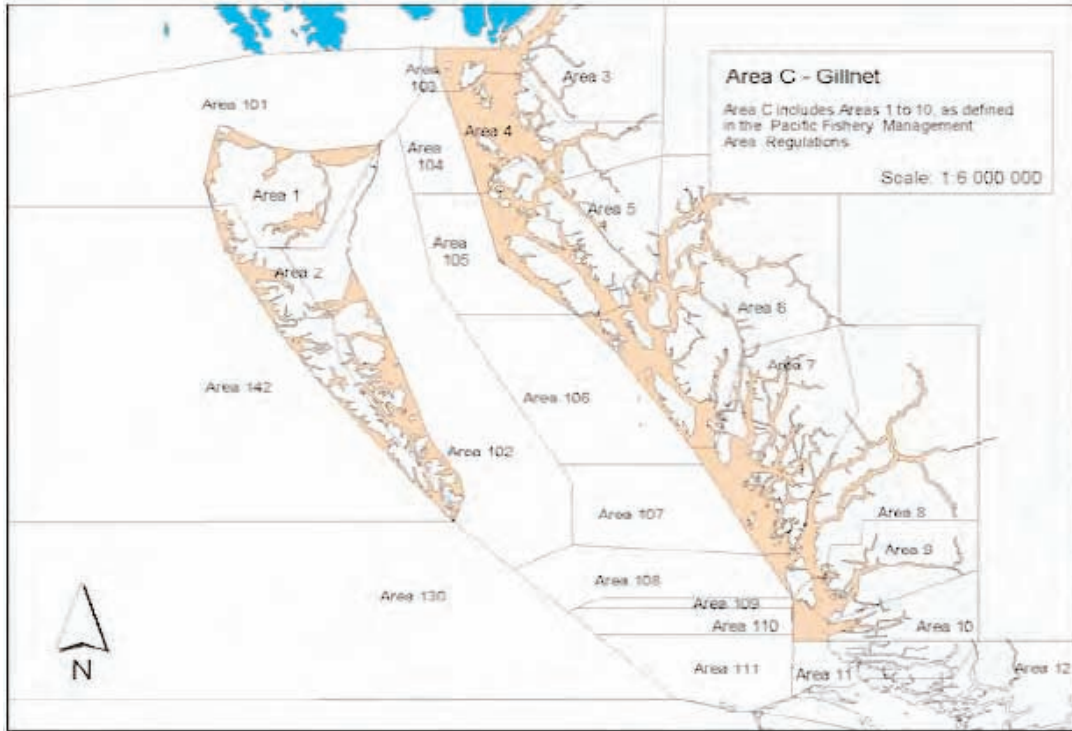 Area 3
Area C - Gillnet
Area C includes Areas 1 to 10, as defined
in the Pacific Fishery Management
Area Regulations
Scale: 1:6 000 000
Area
103
Area 101
Area 4
Area
104
Area 1
Area 5
4
Area
105
Area 2
Area 6
Area 7
Area 142
Area 106
Area 102
Area 107
Area 8
Area 9
Area 108
Area 130
Area 109
Area 110
Area 10
Area 111
Area 11
Area 12
N